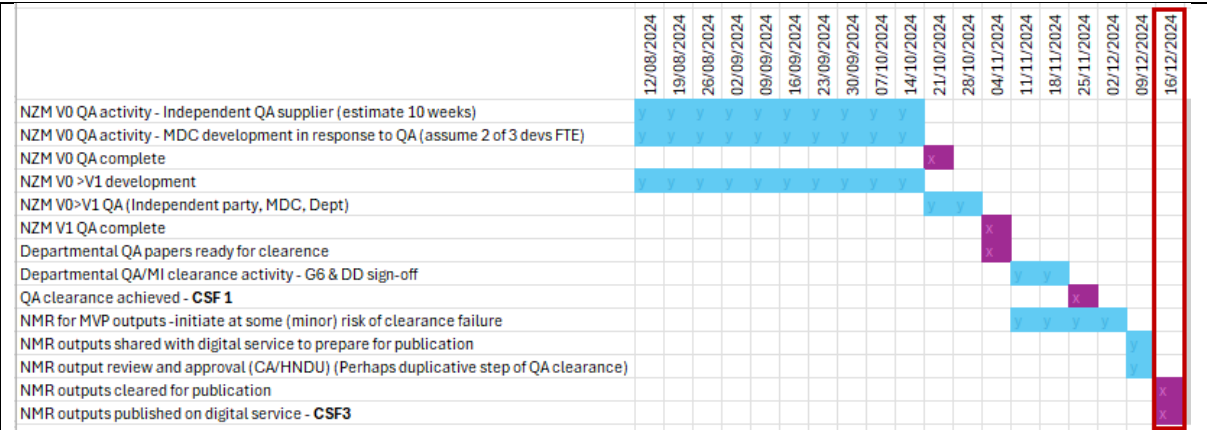 12/08/2024 19/08/2024 26/08/2024 02/09/2024 09/09/2024 16/09/2024 23/09/2024 30/09/2024 07/10/2024 14/10/2024 21/10/2024 28/10/2024 04/11/2024 11/11/2024 18/11/2024 25/11/2024 02/12/2024 09/12/2024 16/12/2024
NZM V0 QA activity - Independent QA supplier (estimate 10 weeks) y y y y y y y y y y
NZM V0 QA activity - MDC development in response to QA (assume 2 of 3 devs FTE) y y y y y y y y y y
NZM V0 QA complete x
NZM V0 >V1 development y y y y y y y y y y
NZM V0>V1 QA (Independent party, MDC, Dept) y y
NZM V1 QA complete x
Departmental QA papers ready for clearence x
Departmental QA/MI clearance activity - G6 & DD sign-off y y
QA clearance achieved - CSF 1 x
NMR for MVP outputs -initiate at some (minor) risk of clearance failure y y y y
NMR outputs shared with digital service to prepare for publication y
NMR output review and approval (CA/HNDU) (Perhaps duplicative step of QA clearance) y
NMR outputs cleared for publication x
NMR outputs published on digital service - CSF3 x